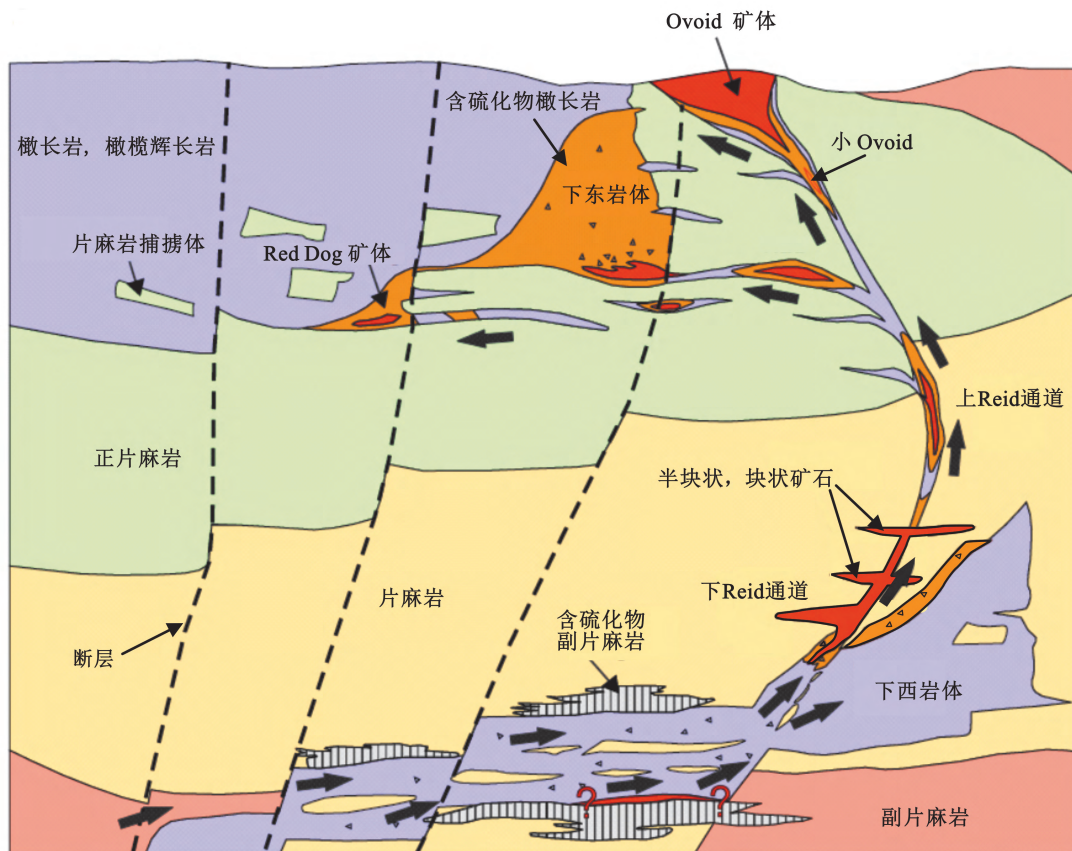 Ovoid 矿体
含硫化物橄长岩
橄长岩，橄榄辉长岩
小 Ovoid
下东岩体
片麻岩捕掳体
Red Dog 矿体
上Reid通道
正片麻岩
半块状，块状矿石
下Reid通道
片麻岩
含硫化物
副片麻岩
断层
下西岩体
? ?
副片麻岩